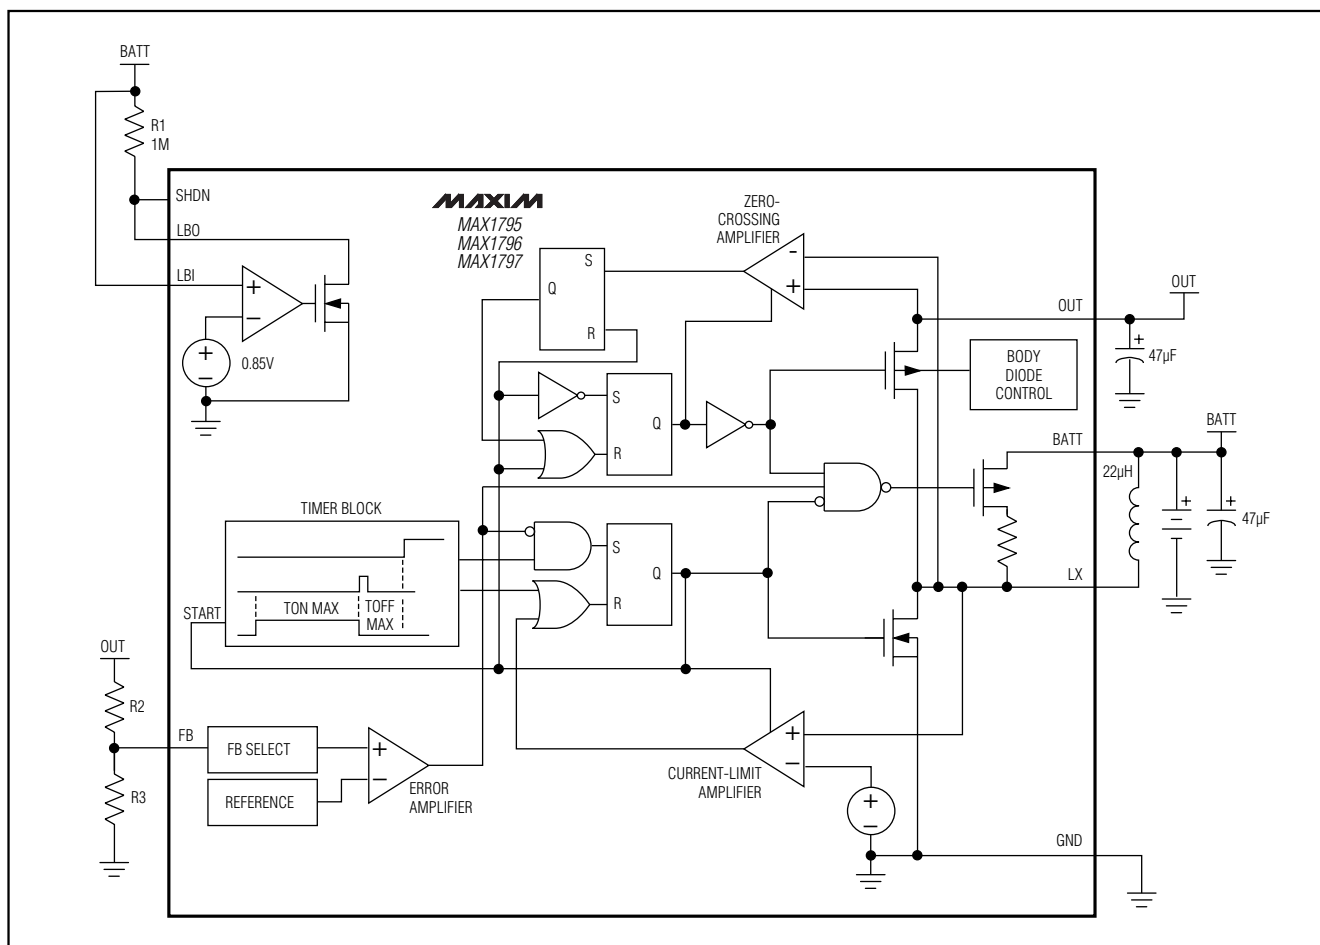 BATT
R1
1M
SHDN
LBO
LBI
+
−
+
−
0.85V
MAXIM
MAX1795
MAX1796
MAX1797
ZERO-
CROSSING
AMPLIFIER
-
+
S
Q
R
S
Q
R
OUT
OUT
+
47µF
BODY
DIODE
CONTROL
BATT
BATT
22µH
+
+
47µF
LX
TIMER BLOCK
START
TON MAX
TOFF
MAX
S
Q
R
OUT
R2
FB
R3
FB SELECT
REFERENCE
+
−
ERROR
AMPLIFIER
CURRENT-LIMIT
AMPLIFIER
+
−
+
−
GND